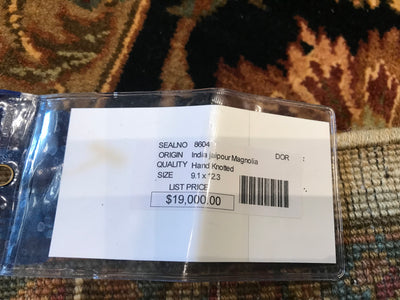 SEALNO 8604
ORIGIN India jaipour Magnolia DOR
QUALITY Hand Knotted
SIZE 9.1 x 12.3
LIST PRICE
$19,000.00